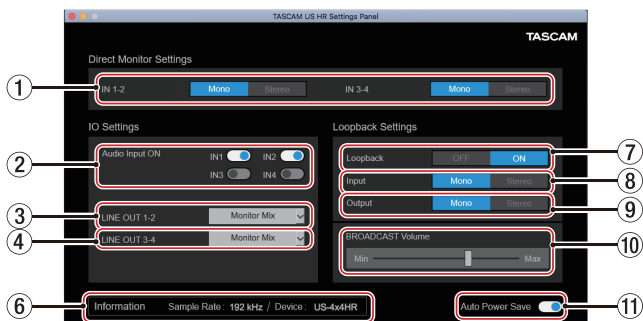 TASCAM US HR Settings Panel
TASCAM
Direct Monitor Settings
① IN 1-2 Mono Stereo IN 3-4 Mono Stereo
IO Settings
② Audio Input ON IN1 IN2
IN3 IN4
③ LINE OUT 1-2 Monitor Mix
④ LINE OUT 3-4 Monitor Mix
Loopback Settings
Loopback OFF ON ⑦
Input Mono Stereo ⑧
Output Mono Stereo ⑨
BROADCAST Volume
Min Max ⑩
⑥ Information Sample Rate : 192 kHz / Device : US-4x4HR
Auto Power Save ⑪